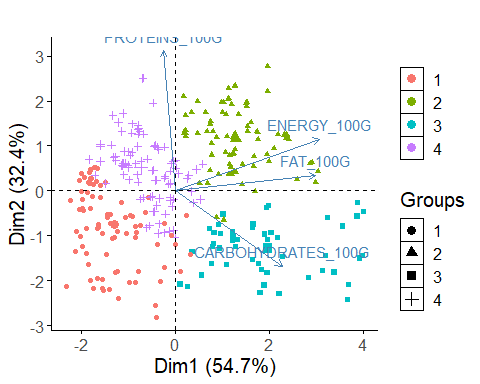 PROTEINS_100G
ENERGY_100G
FAT_100G
CARBOHYDRATES_100G
3
2
1
0
-1
-2
-3
-2
0
2
4
Dim2 (32.4%)
Dim1 (54.7%)
1
2
3
4
Groups
1
2
3
4